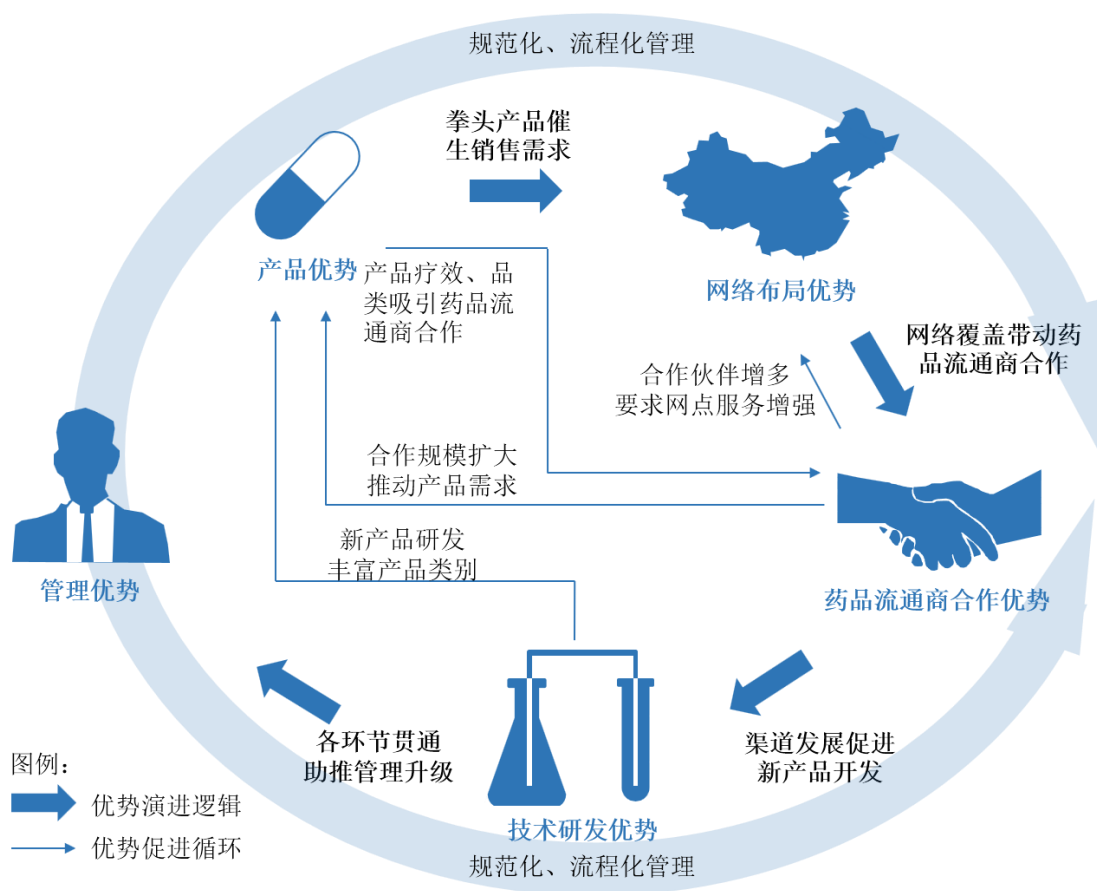 规范化、流程化管理
拳头产品催
生销售需求
产品优势
网络布局优势
产品疗效、品
类吸引药品流
通商合作
网络覆盖带动药
品流通商合作
合作伙伴增多
要求网点服务增强
合作规模扩大
推动产品需求
新产品研发
丰富产品类别
管理优势
药品流通商合作优势
各环节贯通
助推管理升级
渠道发展促进
新产品开发
技术研发优势
图例：
优势演进逻辑
优势促进循环
规范化、流程化管理